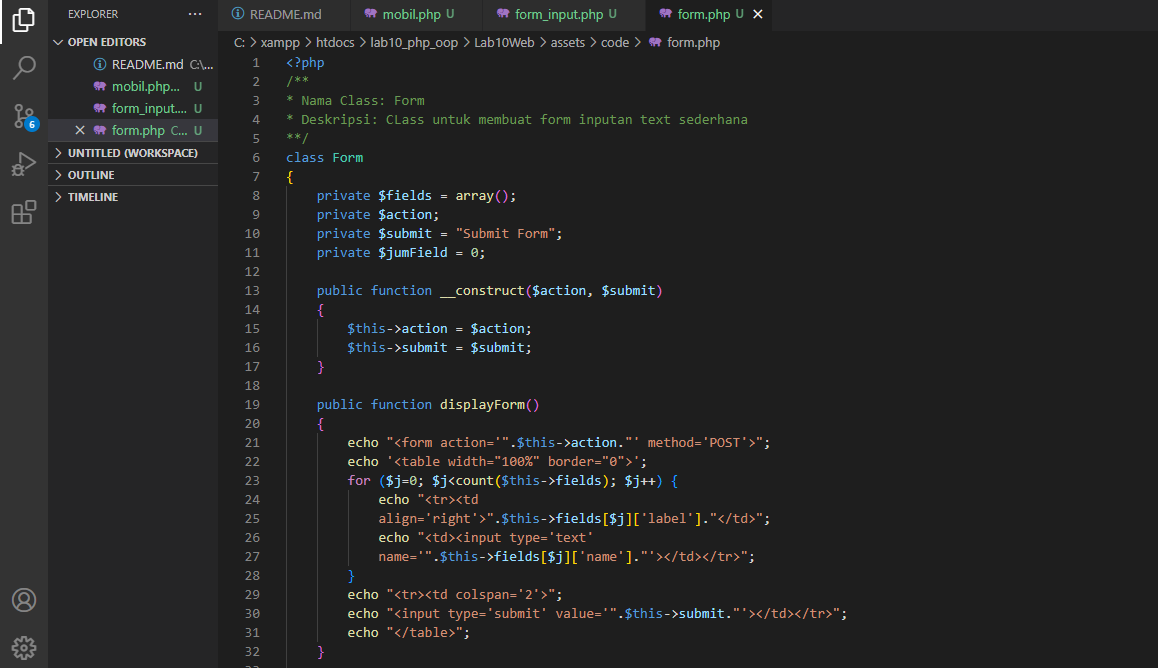 EXPLORER ...
OPEN EDITORS
README.md C:\...
mobil.php... U
form_input.... U
form.php C... U
UNTITLED (WORKSPACE)
OUTLINE
TIMELINE
6
README.md mobil.php U form_input.php U form.php U
C: > xampp > htdocs > lab10_php_oop > Lab10Web > assets > code > form.php
1 <?php
2 /**
3 * Nama Class: Form
4 * Deskripsi: CLass untuk membuat form inputan text sederhana
5 **/
6 class Form
7 {
8 private $fields = array();
9 private $action;
10 private $submit = "Submit Form";
11 private $jumField = 0;
12
13 public function __construct($action, $submit)
14 {
15 $this->action = $action;
16 $this->submit = $submit;
17 }
18
19 public function displayForm()
20 {
21 echo "<form action='".$this->action."' method='POST'>";
22 echo '<table width="100%" border="0">';
23 for ($j=0; $j<count($this->fields); $j++) {
24 echo "<tr><td
25 align='right'>".$this->fields[$j]['label']."</td>";
26 echo "<td><input type='text'
27 name='".$this->fields[$j]['name']."'></td></tr>";
28 }
29 echo "<tr><td colspan='2'>";
30 echo "<input type='submit' value='".$this->submit."'></td></tr>";
31 echo "</table>";
32 }